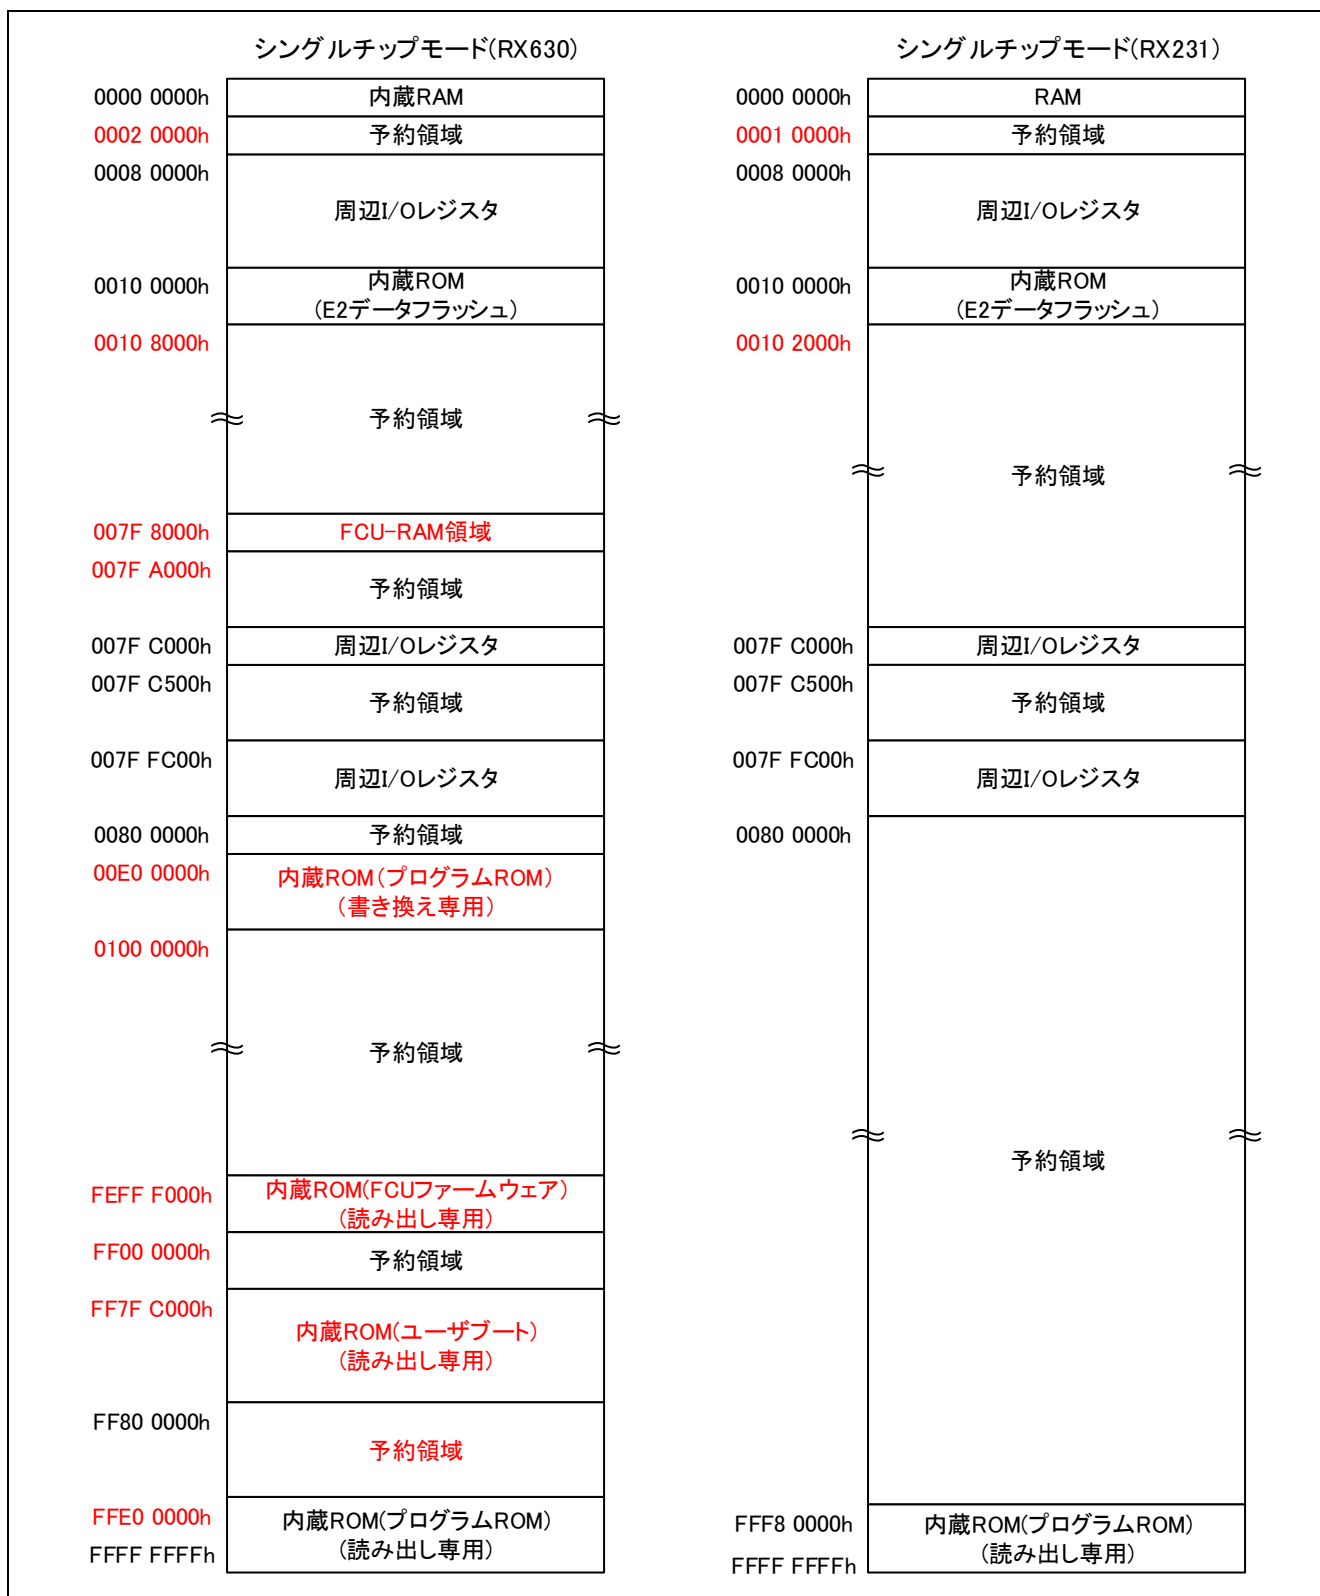 シングルチップモード(RX630)
0000 0000h
内蔵RAM
0002 0000h
予約領域
0008 0000h
周辺I/Oレジスタ
0010 0000h
内蔵ROM
(E2データフラッシュ)
0010 8000h
予約領域
007F 8000h
FCU-RAM領域
007F A000h
予約領域
007F C000h
周辺I/Oレジスタ
007F C500h
予約領域
007F FC00h
周辺I/Oレジスタ
0080 0000h
予約領域
00E0 0000h
内蔵ROM(プログラムROM)
(書き換え専用)
0100 0000h
予約領域
FEFF F000h
内蔵ROM(FCUファームウェア)
(読み出し専用)
FF00 0000h
予約領域
FF7F C000h
内蔵ROM(ユーザブート)
(読み出し専用)
FF80 0000h
予約領域
FFE0 0000h
内蔵ROM(プログラムROM)
(読み出し専用)
FFFF FFFFh
シングルチップモード(RX231)
0000 0000h
RAM
0001 0000h
予約領域
0008 0000h
周辺I/Oレジスタ
0010 0000h
内蔵ROM
(E2データフラッシュ)
0010 2000h
予約領域
007F C000h
周辺I/Oレジスタ
007F C500h
予約領域
007F FC00h
周辺I/Oレジスタ
0080 0000h
予約領域
FFF8 0000h
内蔵ROM(プログラムROM)
(読み出し専用)
FFFF FFFFh